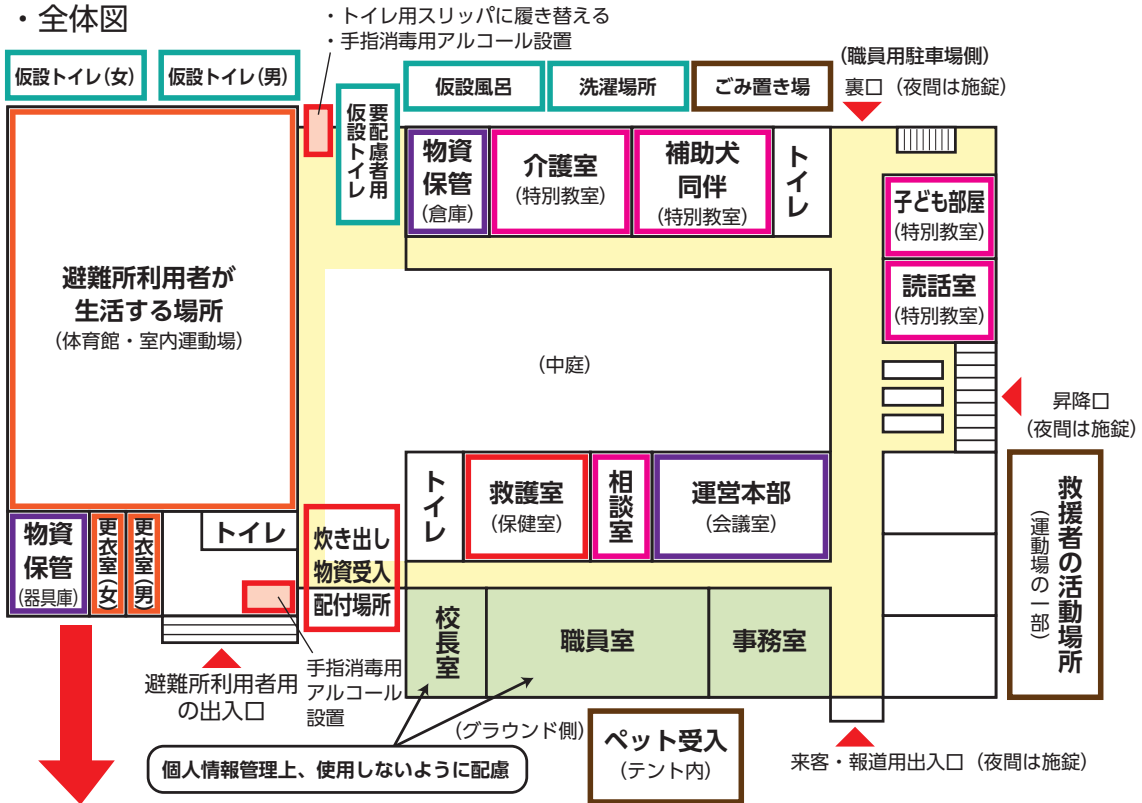 ・全体図
・トイレ用スリッパに履き替える
・手指消毒用アルコール設置
仮設トイレ(女)
仮設トイレ(男)
要配慮者用
仮設トイレ
仮設風呂
洗濯場所
ごみ置き場
(職員用駐車場側)
裏口（夜間は施錠)
物資
保管
(倉庫)
介護室
(特別教室)
補助犬
同伴
(特別教室)
トイレ
子ども部屋
(特別教室)
読話室
(特別教室)
避難所利用者が
生活する場所
(体育館・室内運動場)
(中庭)
昇降口
(夜間は施錠)
トイレ
救護室
(保健室)
相談室
運営本部
(会議室)
救援者の活動場所
(運動場の一部)
物資
保管
(器具庫)
更衣室(女)
更衣室(男)
トイレ
炊き出し
物資受入
配付場所
校長室
職員室
事務室
避難所利用者用
の出入口
手指消毒用
アルコール
設置
(グラウンド側)
ペット受入
(テント内)
個人情報管理上、使用しないように配慮
来客・報道用出入口（夜間は施錠)